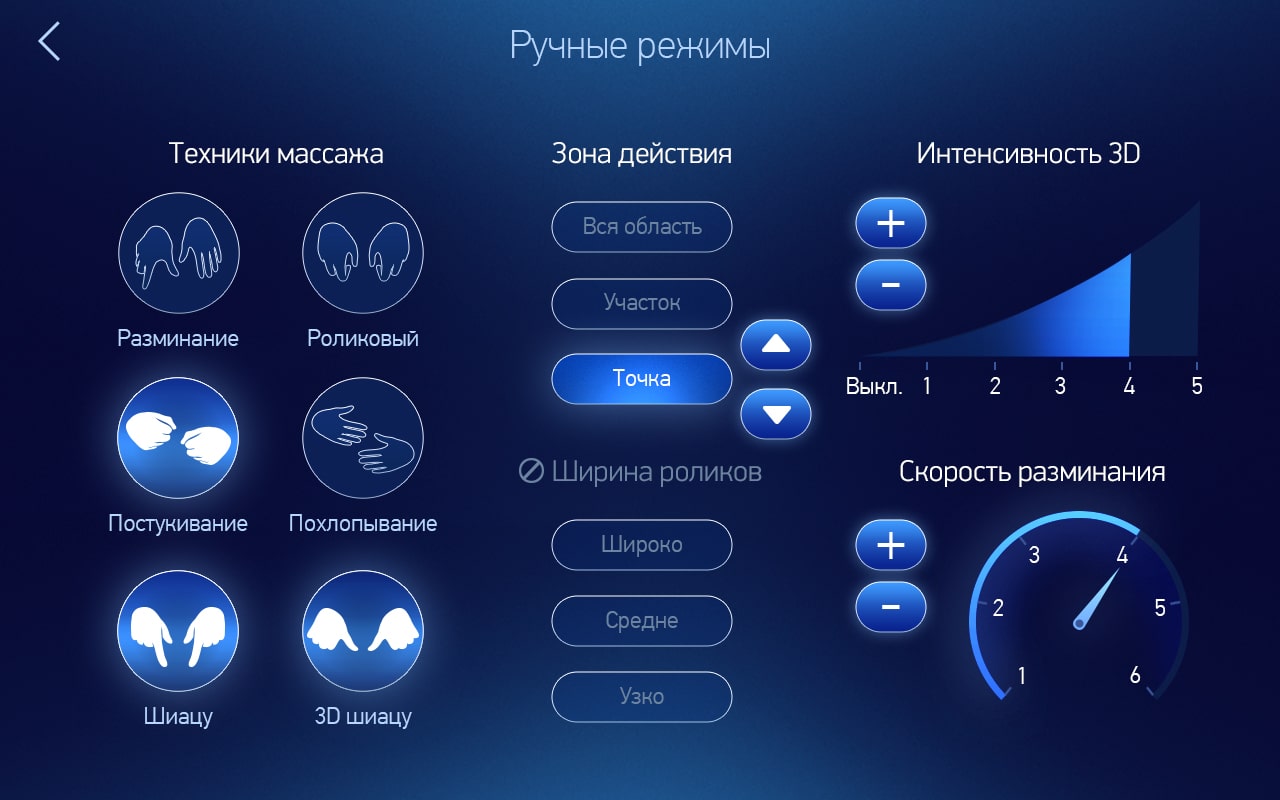 Ручные режимы
Техники массажа
Разминание
Роликовый
Постукивание
Похлопывание
Шиацу
3D шиацу
Зона действия
Вся область
Участок
Точка
Ширина роликов
Широко
Средне
Узко
Интенсивность 3D
+
−
Выкл. 1 2 3 4 5
Скорость разминания
+
−
1 2 3 4 5 6